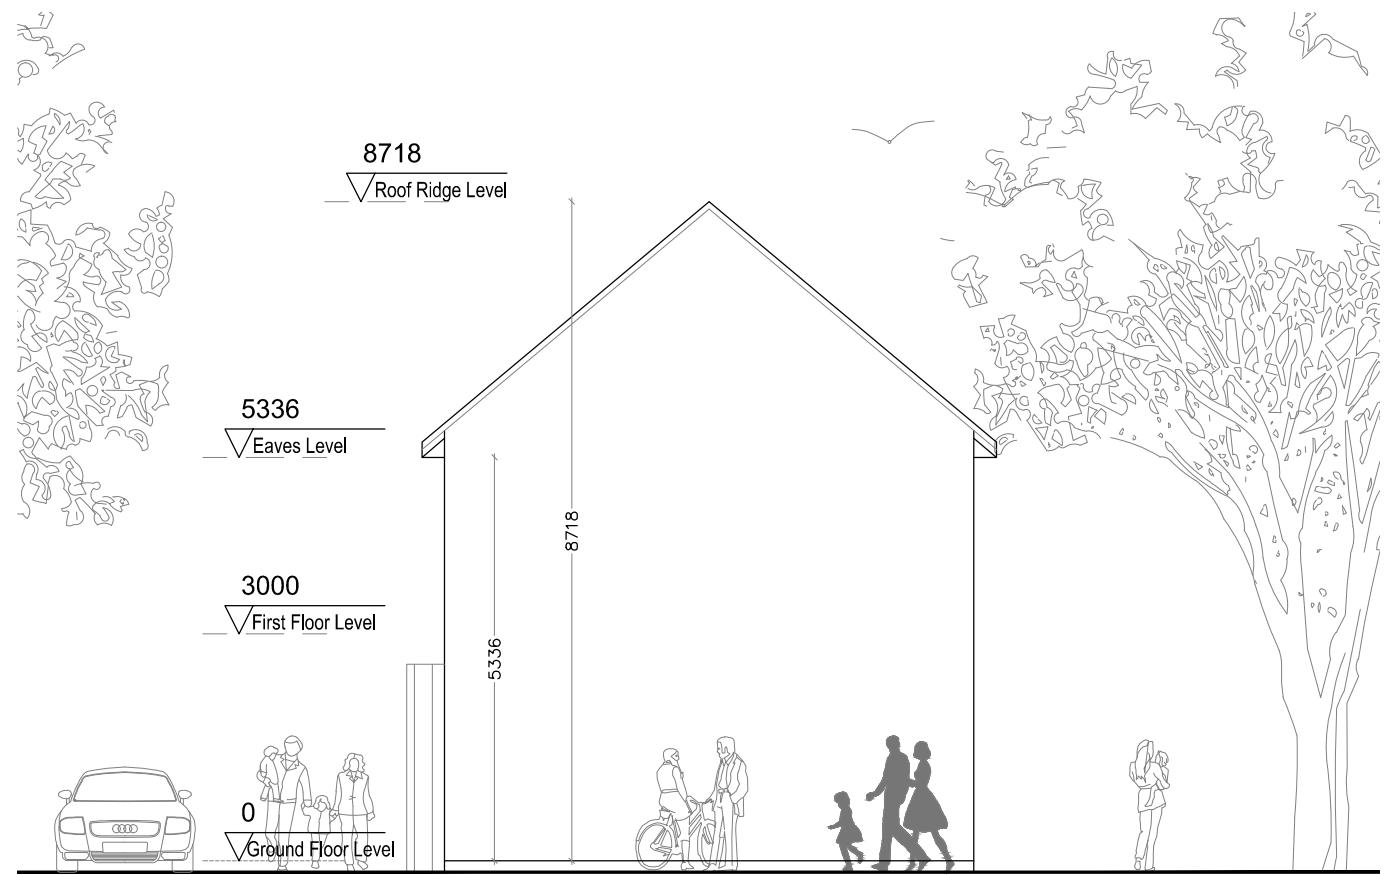 8718
Roof Ridge Level
5336
Eaves Level
8718
3000
First Floor Level
5336
0
Ground Floor Level